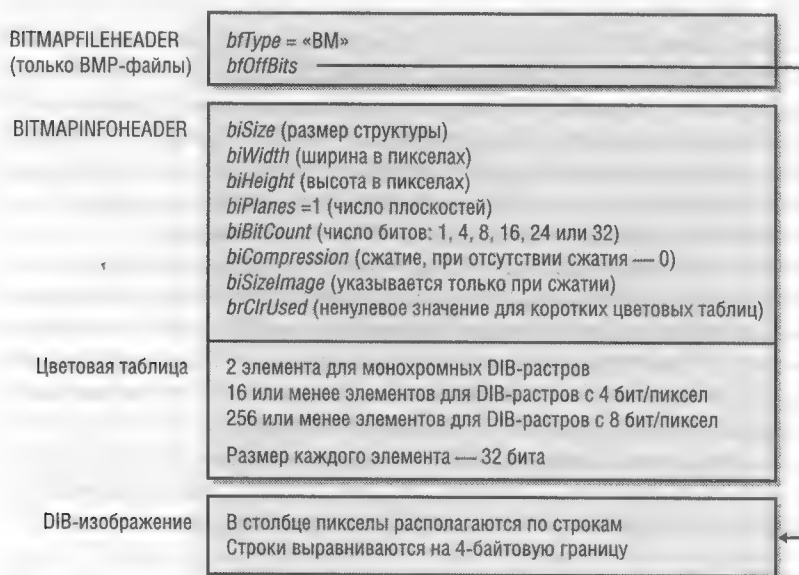 BITMAPFILEHEADER
(только BMP-файлы)
bfType = «BM»
bfOffBits
BITMAPINFOHEADER
biSize (размер структуры)
biWidth (ширина в пикселах)
biHeight (высота в пикселах)
biPlanes =1 (число плоскостей)
biBitCount (число битов: 1, 4, 8, 16, 24 или 32)
biCompression (сжатие, при отсутствии сжатия — 0)
biSizeImage (указывается только при сжатии)
brClrUsed (ненулевое значение для коротких цветовых таблиц)
Цветовая таблица
2 элемента для монохромных DIB-растров
16 или менее элементов для DIB-растров с 4 бит/пиксел
256 или менее элементов для DIB-растров с 8 бит/пиксел
Размер каждого элемента — 32 бита
DIB-изображение
В столбце пикселы располагаются по строкам
Строки выравниваются на 4-байтовую границу